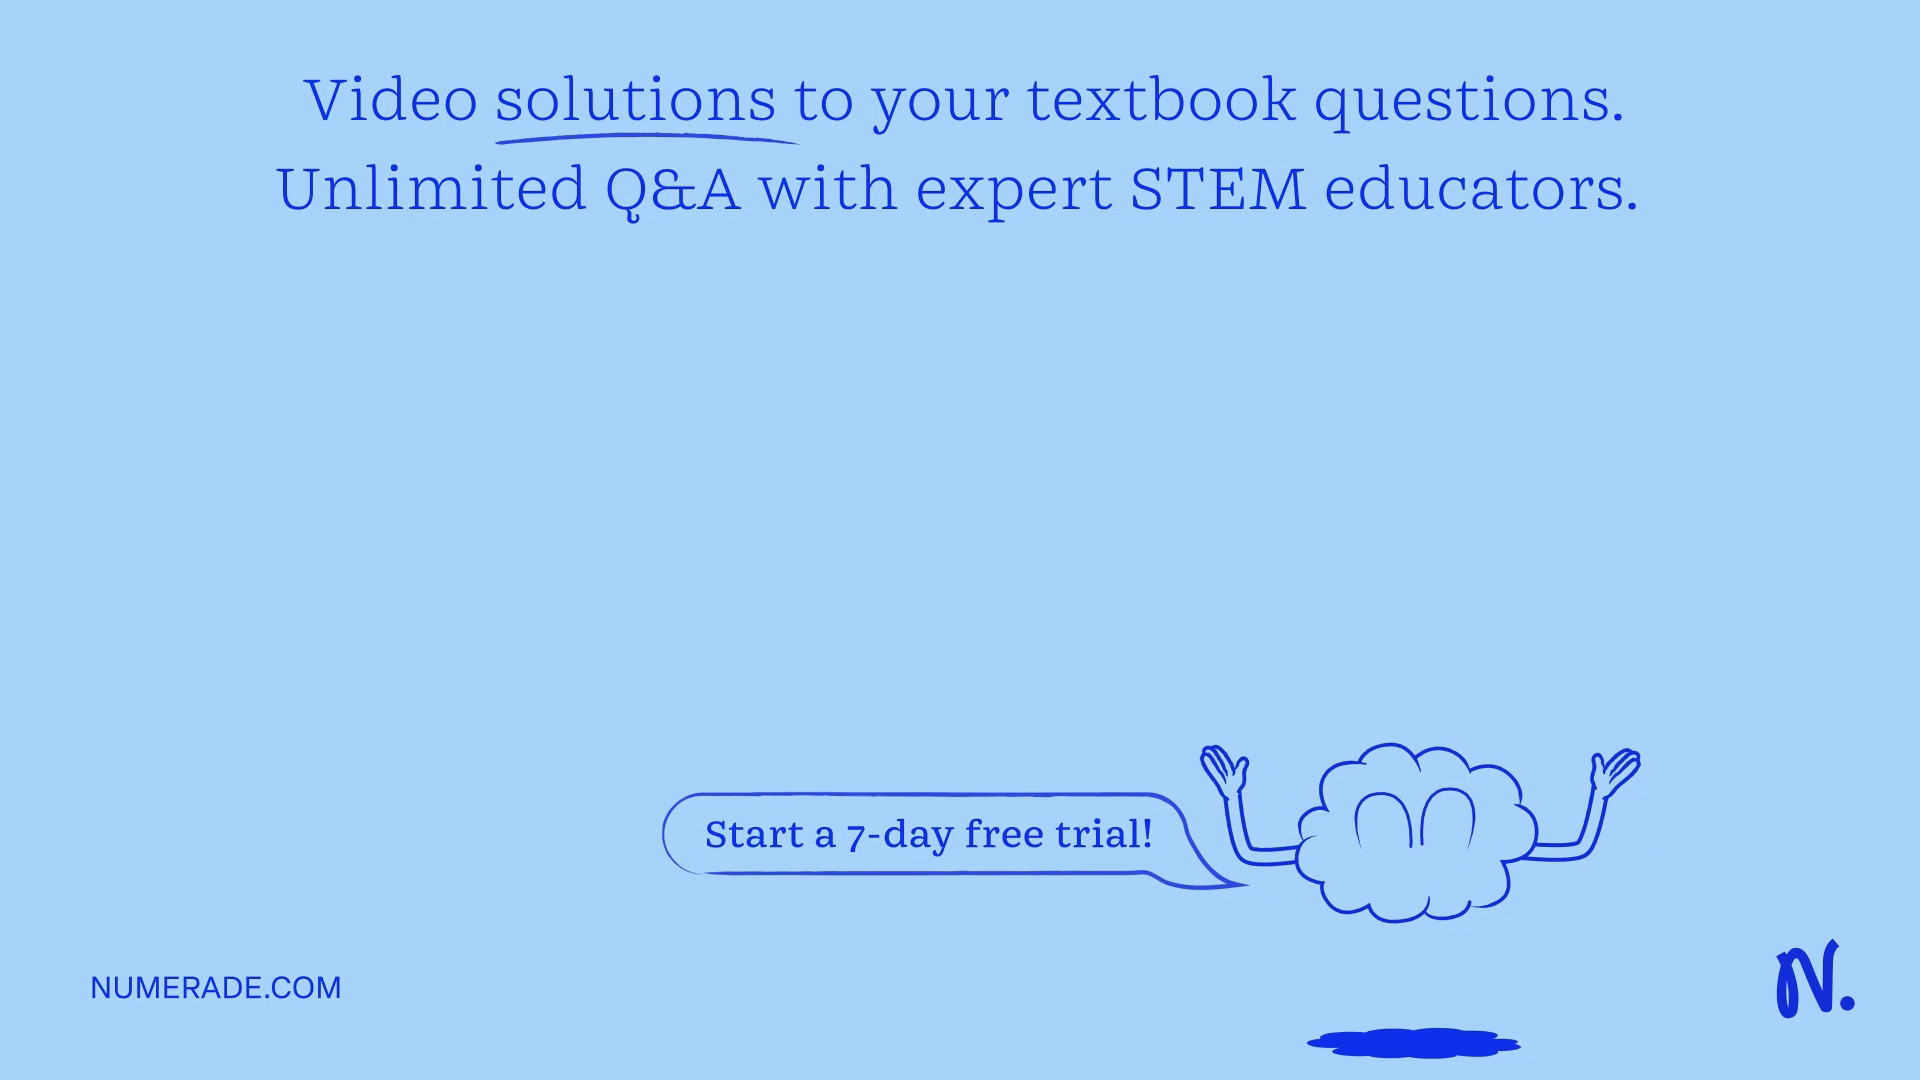 Video solutions to your textbook questions.
Unlimited Q&A with expert STEM educators.
Start a 7-day free trial!
NUMERADE.COM
N.